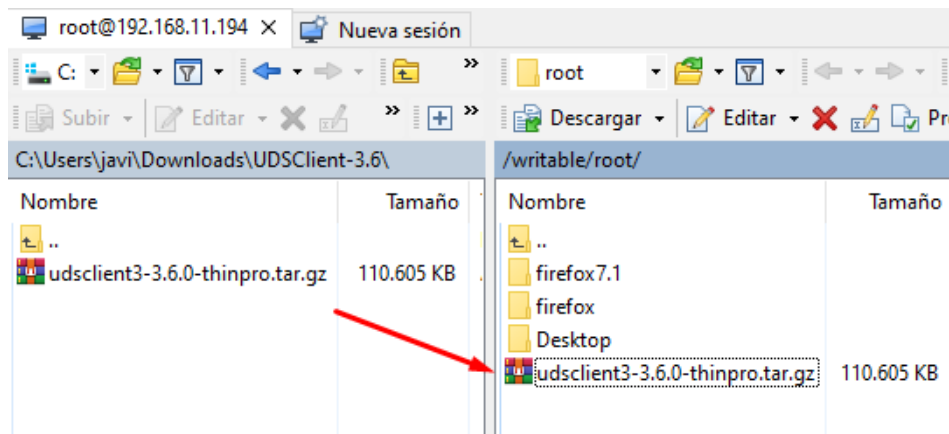 root@192.168.11.194 × Nueva sesión
C: » root
Subir Editar » » Descargar Editar Pr
C:\Users\javi\Downloads\UDSClient-3.6\ /writable/root/
Nombre Tamaño Nombre Tamaño
.. ..
udsclient3-3.6.0-thinpro.tar.gz 110.605 KB firefox7.1
firefox
Desktop
udsclient3-3.6.0-thinpro.tar.gz 110.605 KB